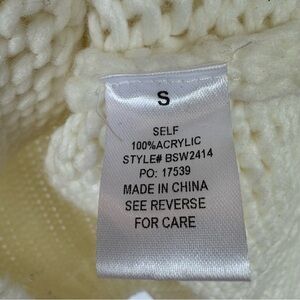 S
SELF
100%ACRYLIC
STYLE# BSW2414
PO: 17539
MADE IN CHINA
SEE REVERSE
FOR CARE